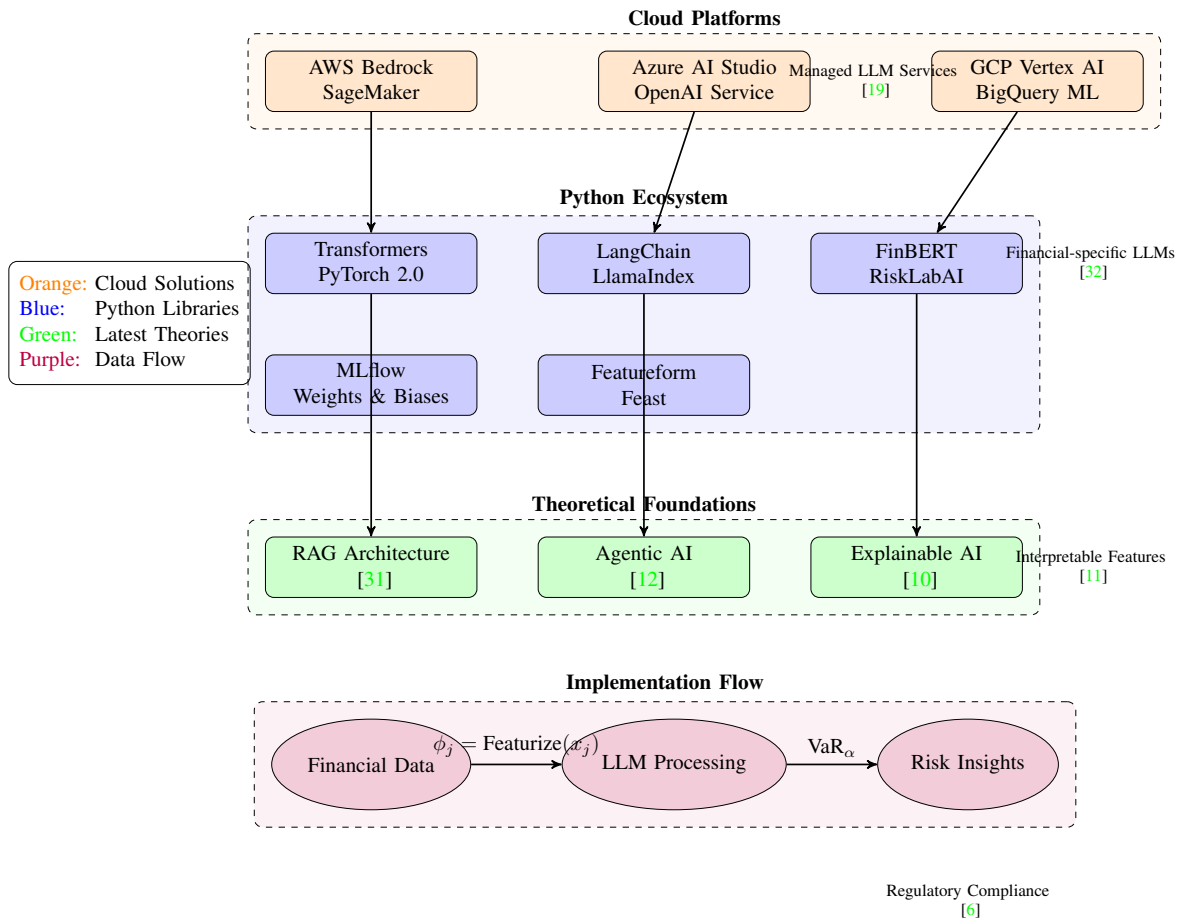 Cloud Platforms
AWS Bedrock
SageMaker
Azure AI Studio
OpenAI Service
Managed LLM Services
[19]
GCP Vertex AI
BigQuery ML
Python Ecosystem
Transformers
PyTorch 2.0
LangChain
LlamaIndex
FinBERT
RiskLabAI
Financial-specific LLMs
[32]
Orange: Cloud Solutions
Blue: Python Libraries
Green: Latest Theories
Purple: Data Flow
MLflow
Weights & Biases
Featureform
Feast
Theoretical Foundations
RAG Architecture
[31]
Agentic AI
[12]
Explainable AI
[10]
Interpretable Features
[11]
Implementation Flow
Financial Data
ϕ_j = Featurize(x_j)
LLM Processing
VaR_α
Risk Insights
Regulatory Compliance
[6]